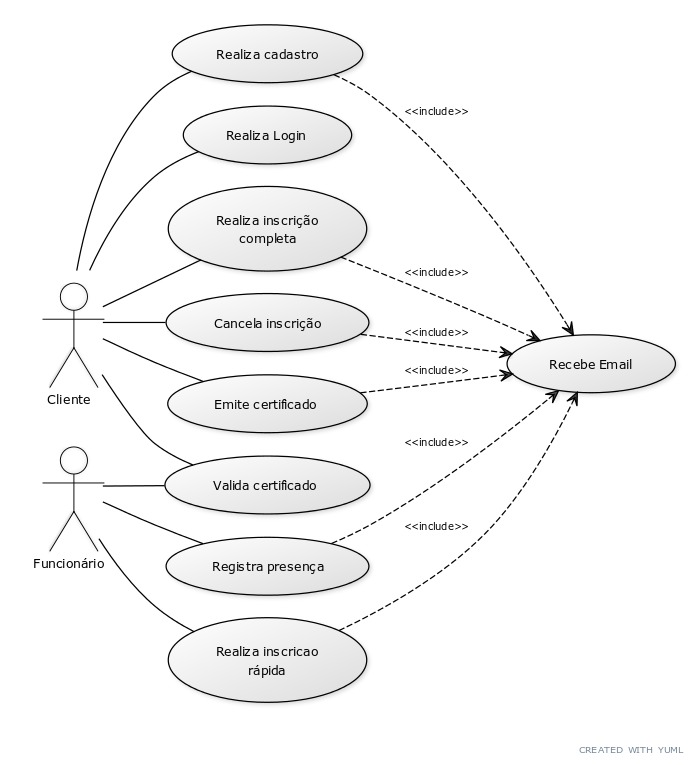 Realiza cadastro
<<include>>
Realiza Login
Realiza inscrição
completa
<<include>>
Cancela inscrição
<<include>>
Recebe Email
<<include>>
Cliente
Emite certificado
<<include>>
Valida certificado
<<include>>
Funcionário
Registra presença
Realiza inscricao
rápida
CREATED WITH YUML